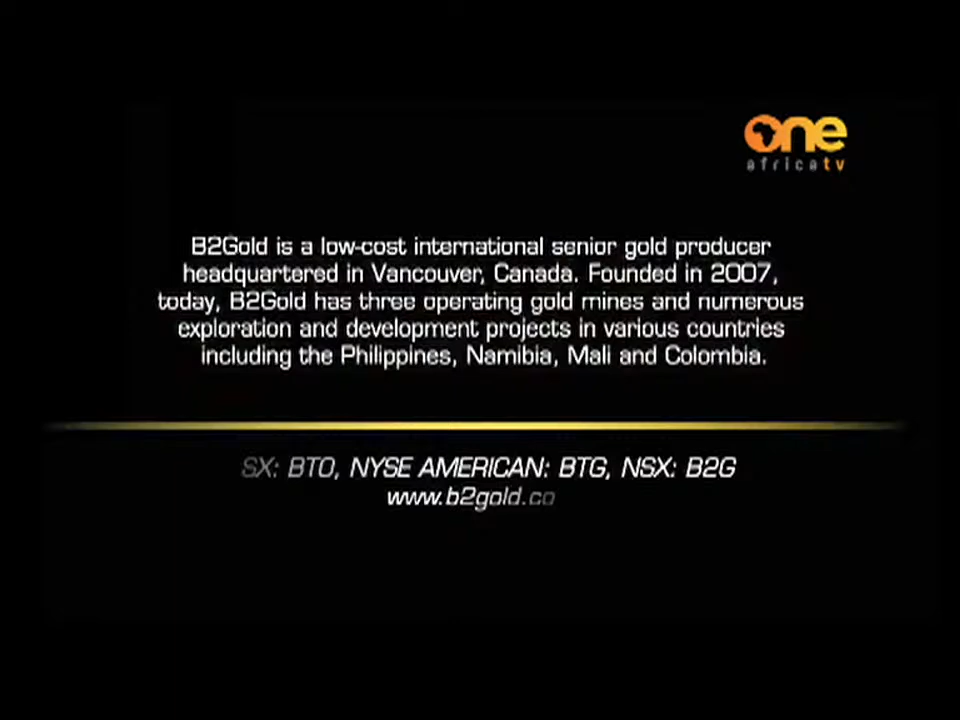 one
africatv
B2Gold is a low-cost international senior gold producer
headquartered in Vancouver, Canada. Founded in 2007,
today, B2Gold has three operating gold mines and numerous
exploration and development projects in various countries
including the Philippines, Namibia, Mali and Colombia.
SX: BTO, NYSE AMERICAN: BTG, NSX: B2G
www.b2gold.co